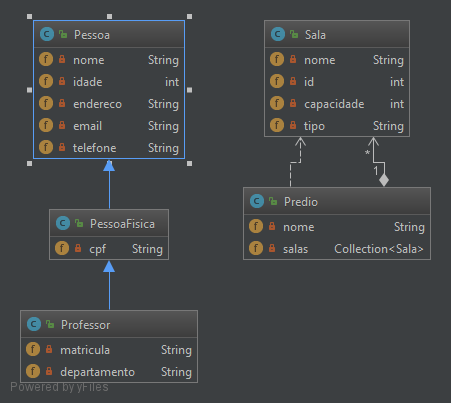 Pessoa
nome String
idade int
endereco String
email String
telefone String
Sala
nome String
id int
capacidade int
tipo String
*
1
PessoaFisica
cpf String
Predio
nome String
salas Collection<Sala>
Professor
matricula String
departamento String
Powered by yFiles